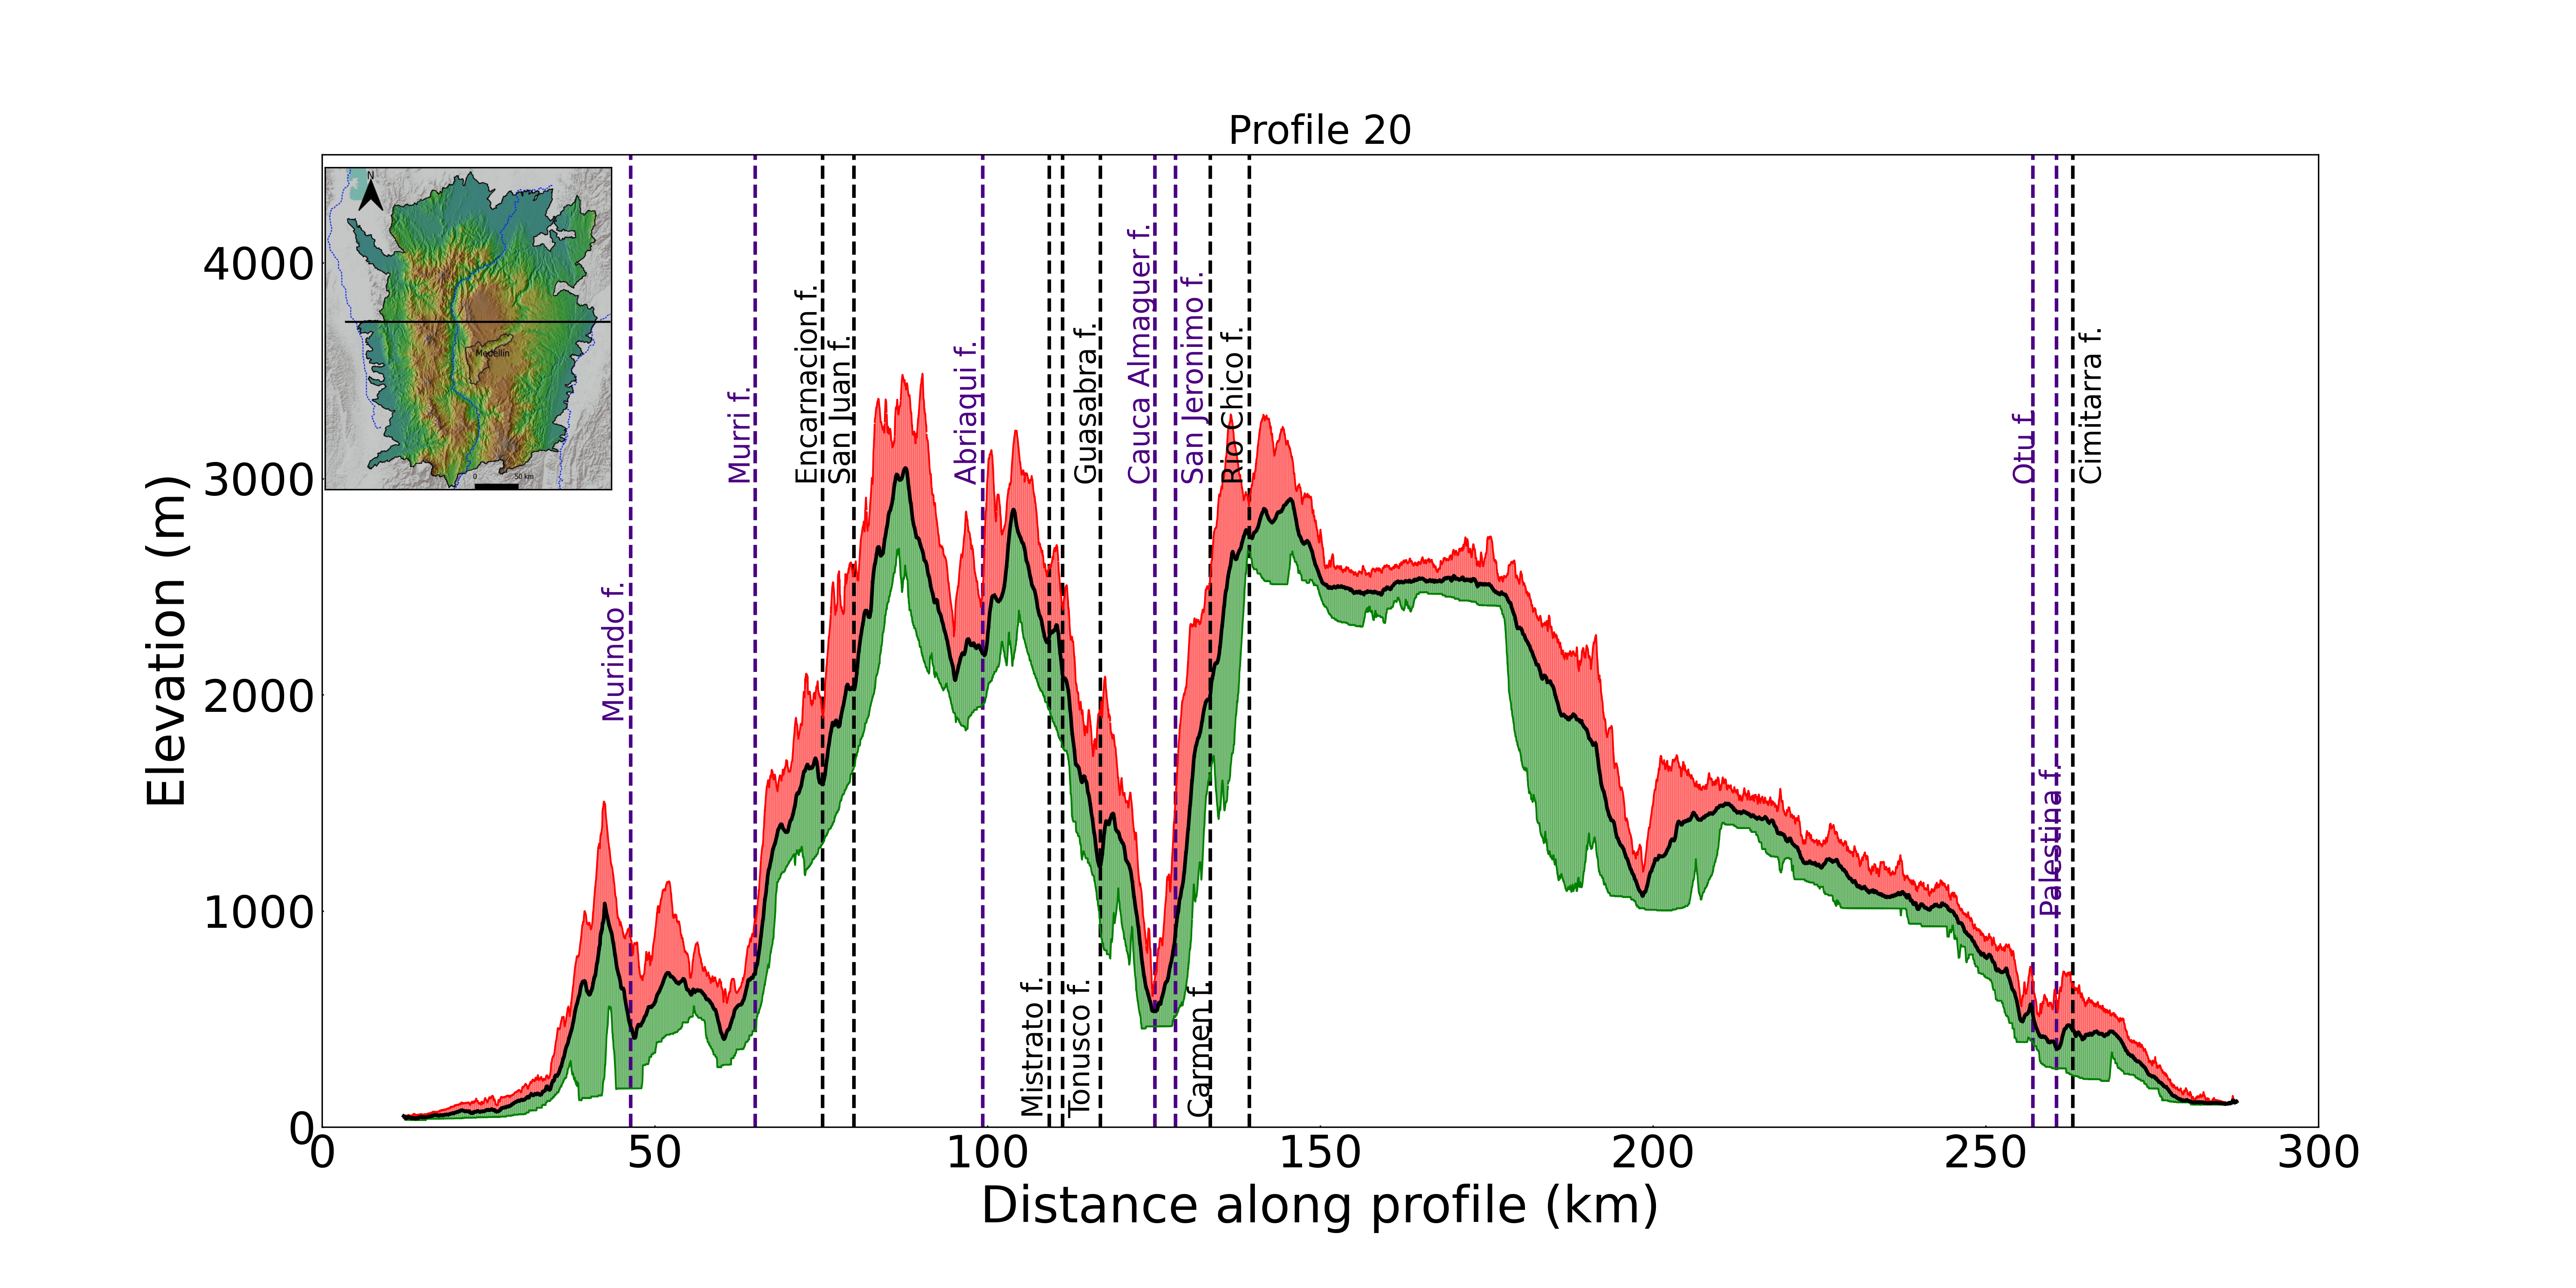 Profile 20
Elevation (m)
4000
3000
2000
1000
0
N
Medellin
0 50 km
Murindo f.
Murri f.
Encarnacion f.
San Juan f.
Abriaqui f.
Mistrato f.
Tonusco f.
Guasabra f.
Cauca Almaguer f.
San Jeronimo f.
Carmen f.
Rio Chico f.
Otu f.
Palestina f.
Cimitarra f.
0 50 100 150 200 250 300
Distance along profile (km)